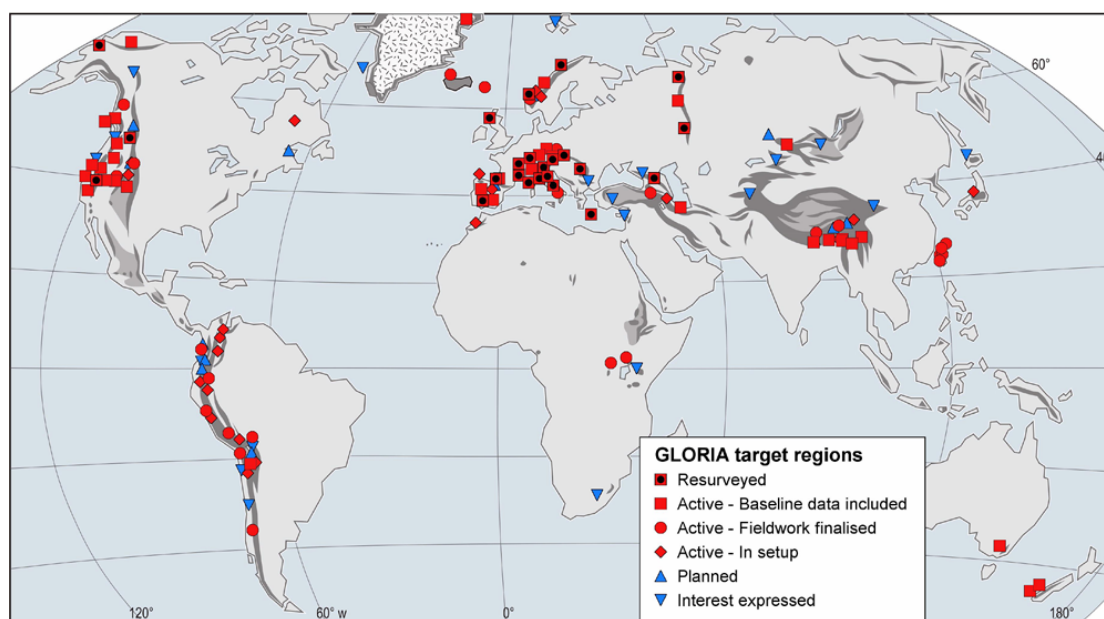 60°
40
GLORIA target regions
Resurveyed
Active - Baseline data included
Active - Fieldwork finalised
Active - In setup
Planned
Interest expressed
120°
60° w
0°
180°